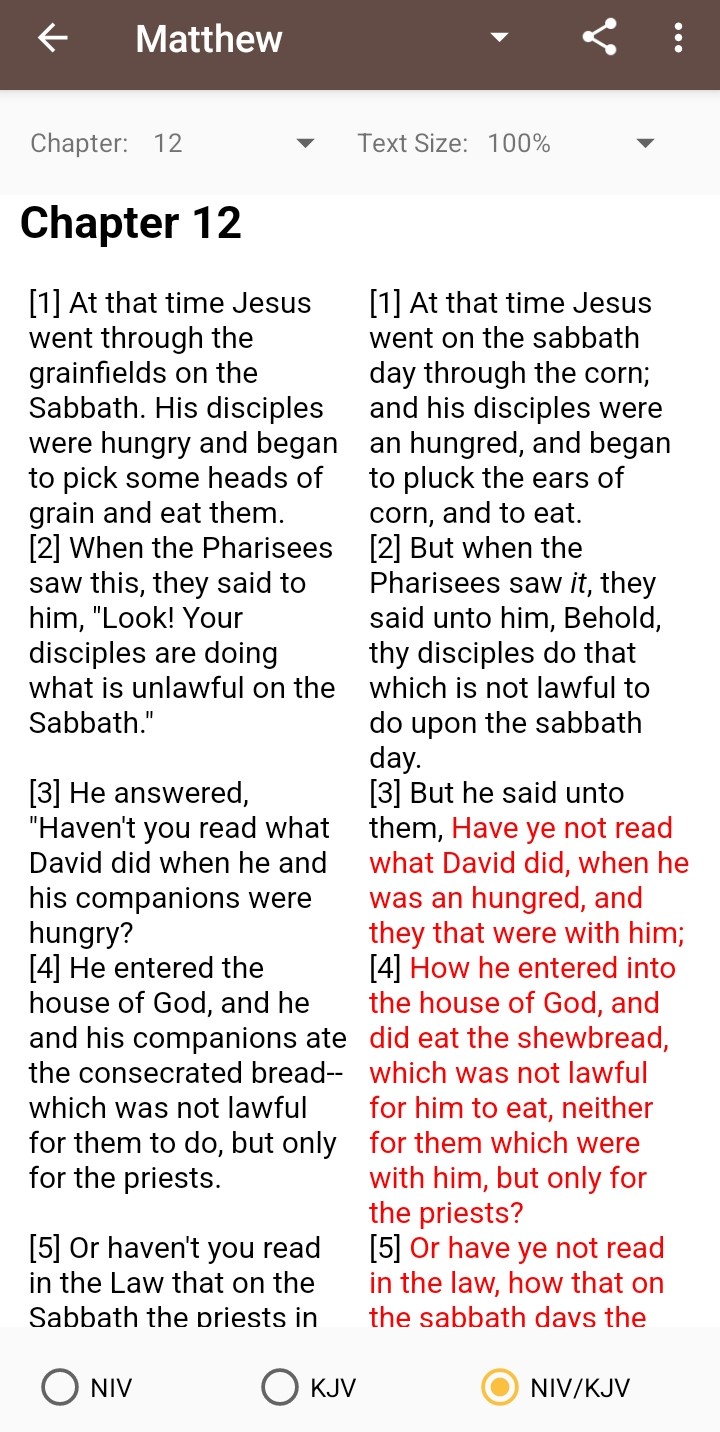 Matthew
Chapter: 12
Text Size: 100%
Chapter 12
[1] At that time Jesus
went through the
grainfields on the
Sabbath. His disciples
were hungry and began
to pick some heads of
grain and eat them.
[2] When the Pharisees
saw this, they said to
him, "Look! Your
disciples are doing
what is unlawful on the
Sabbath."
[3] He answered,
"Haven't you read what
David did when he and
his companions were
hungry?
[4] He entered the
house of God, and he
and his companions ate
the consecrated bread--
which was not lawful
for them to do, but only
for the priests.
[5] Or haven't you read
in the Law that on the
Sabbath the priests in
[1] At that time Jesus
went on the sabbath
day through the corn;
and his disciples were
an hungred, and began
to pluck the ears of
corn, and to eat.
[2] But when the
Pharisees saw it, they
said unto him, Behold,
thy disciples do that
which is not lawful to
do upon the sabbath
day.
[3] But he said unto
them, Have ye not read
what David did, when he
was an hungred, and
they that were with him;
[4] How he entered into
the house of God, and
did eat the shewbread,
which was not lawful
for him to eat, neither
for them which were
with him, but only for
the priests?
[5] Or have ye not read
in the law, how that on
the sabbath days the
NIV
KJV
NIV/KJV